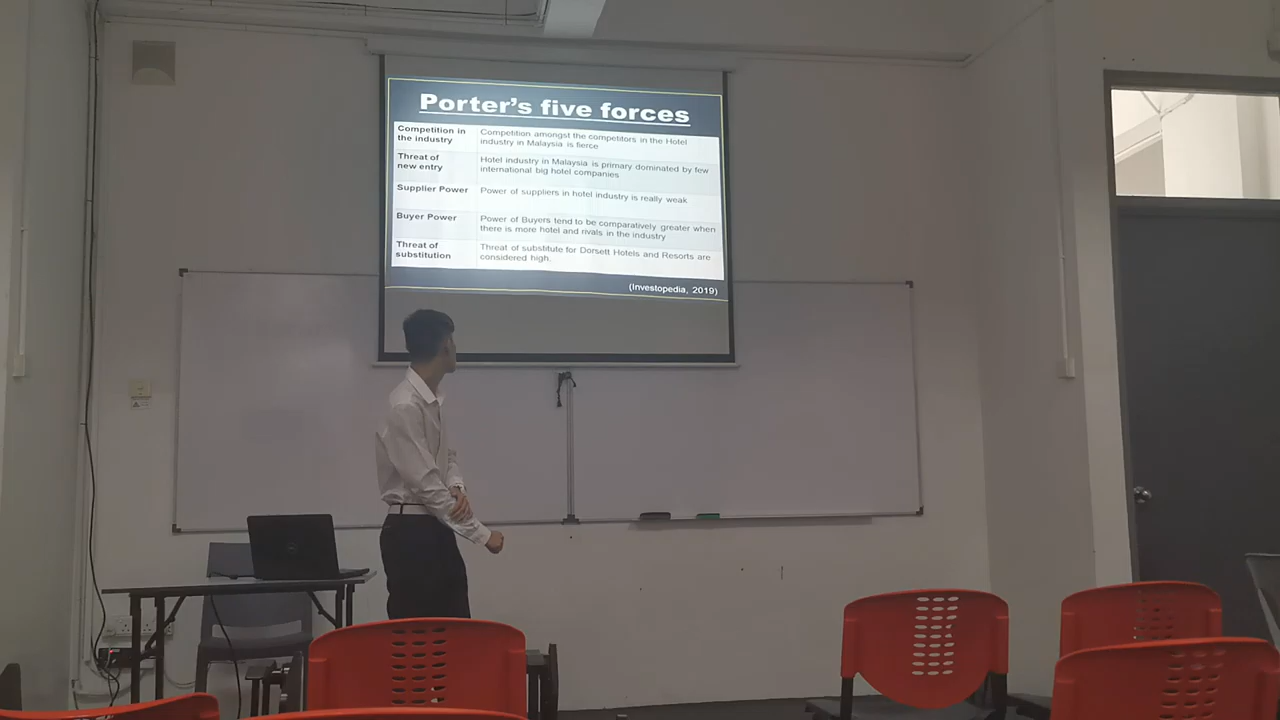 Porter's five forces
Competition in
the industry
Competition amongst the competitors in the Hotel
industry in Malaysia is fierce
Threat of
new entry
Hotel industry in Malaysia is primary dominated by few
international big hotel companies
Supplier Power
Power of suppliers in hotel industry is really weak
Buyer Power
Power of Buyers tend to be comparatively greater when
there is more hotel and rivals in the industry
Threat of
substitution
Threat of substitute for Dorsett Hotels and Resorts are
considered high.
(Investopedia, 2019)